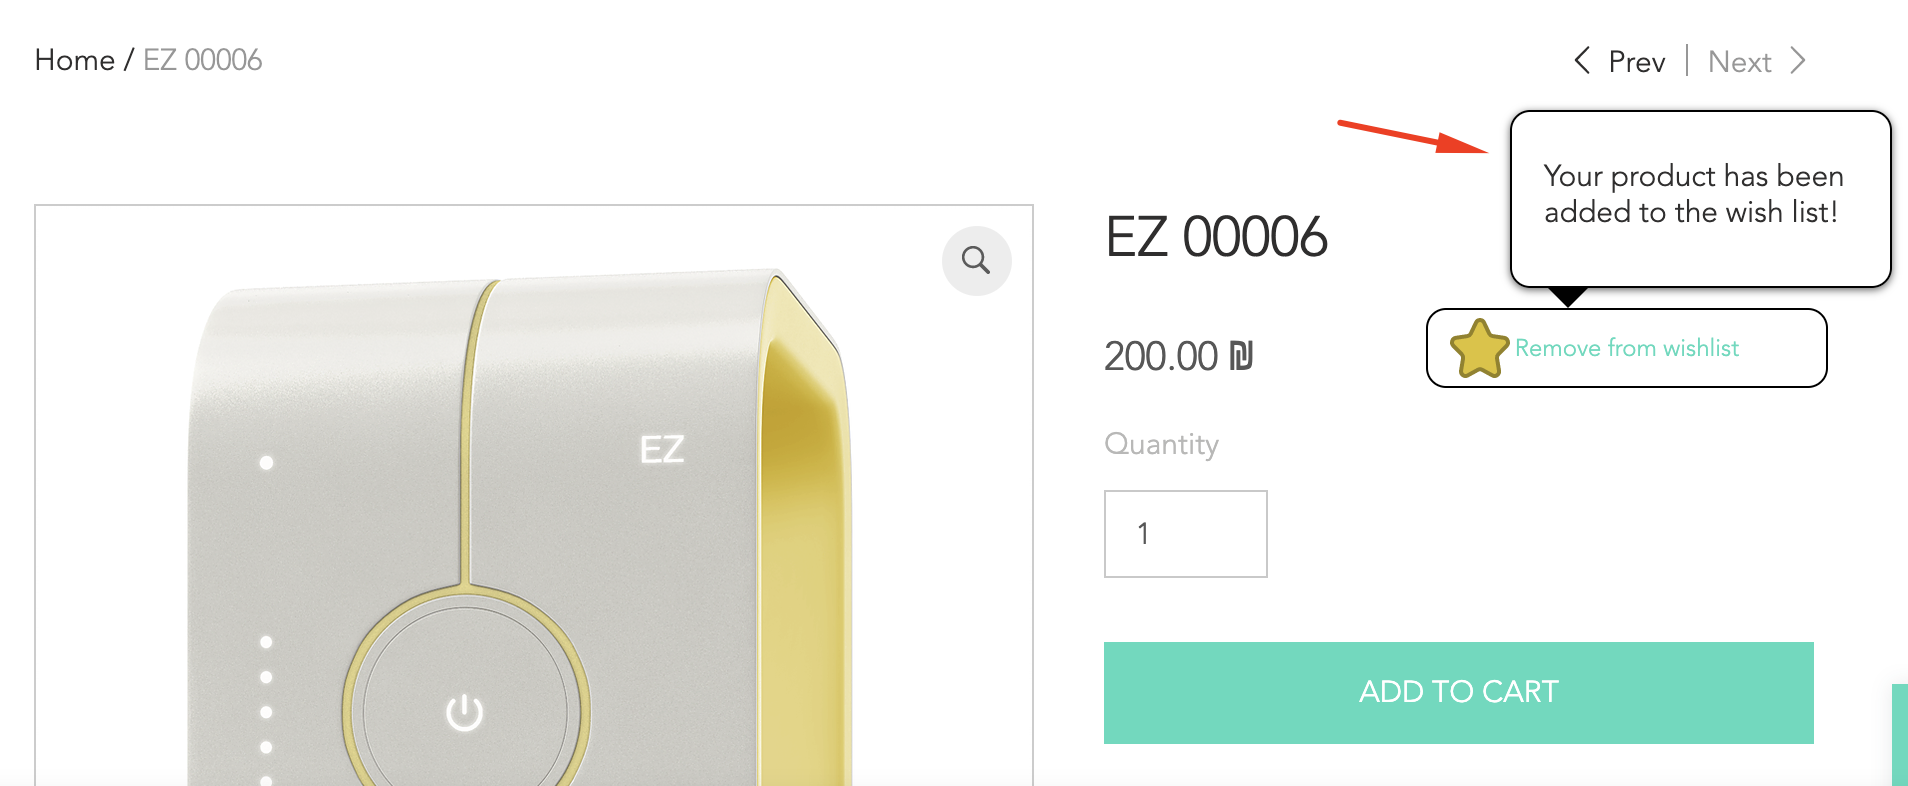 Home / EZ 00006
Prev | Next
Your product has been
added to the wish list!
EZ 00006
200.00 ₪
Remove from wishlist
EZ
Quantity
1
ADD TO CART